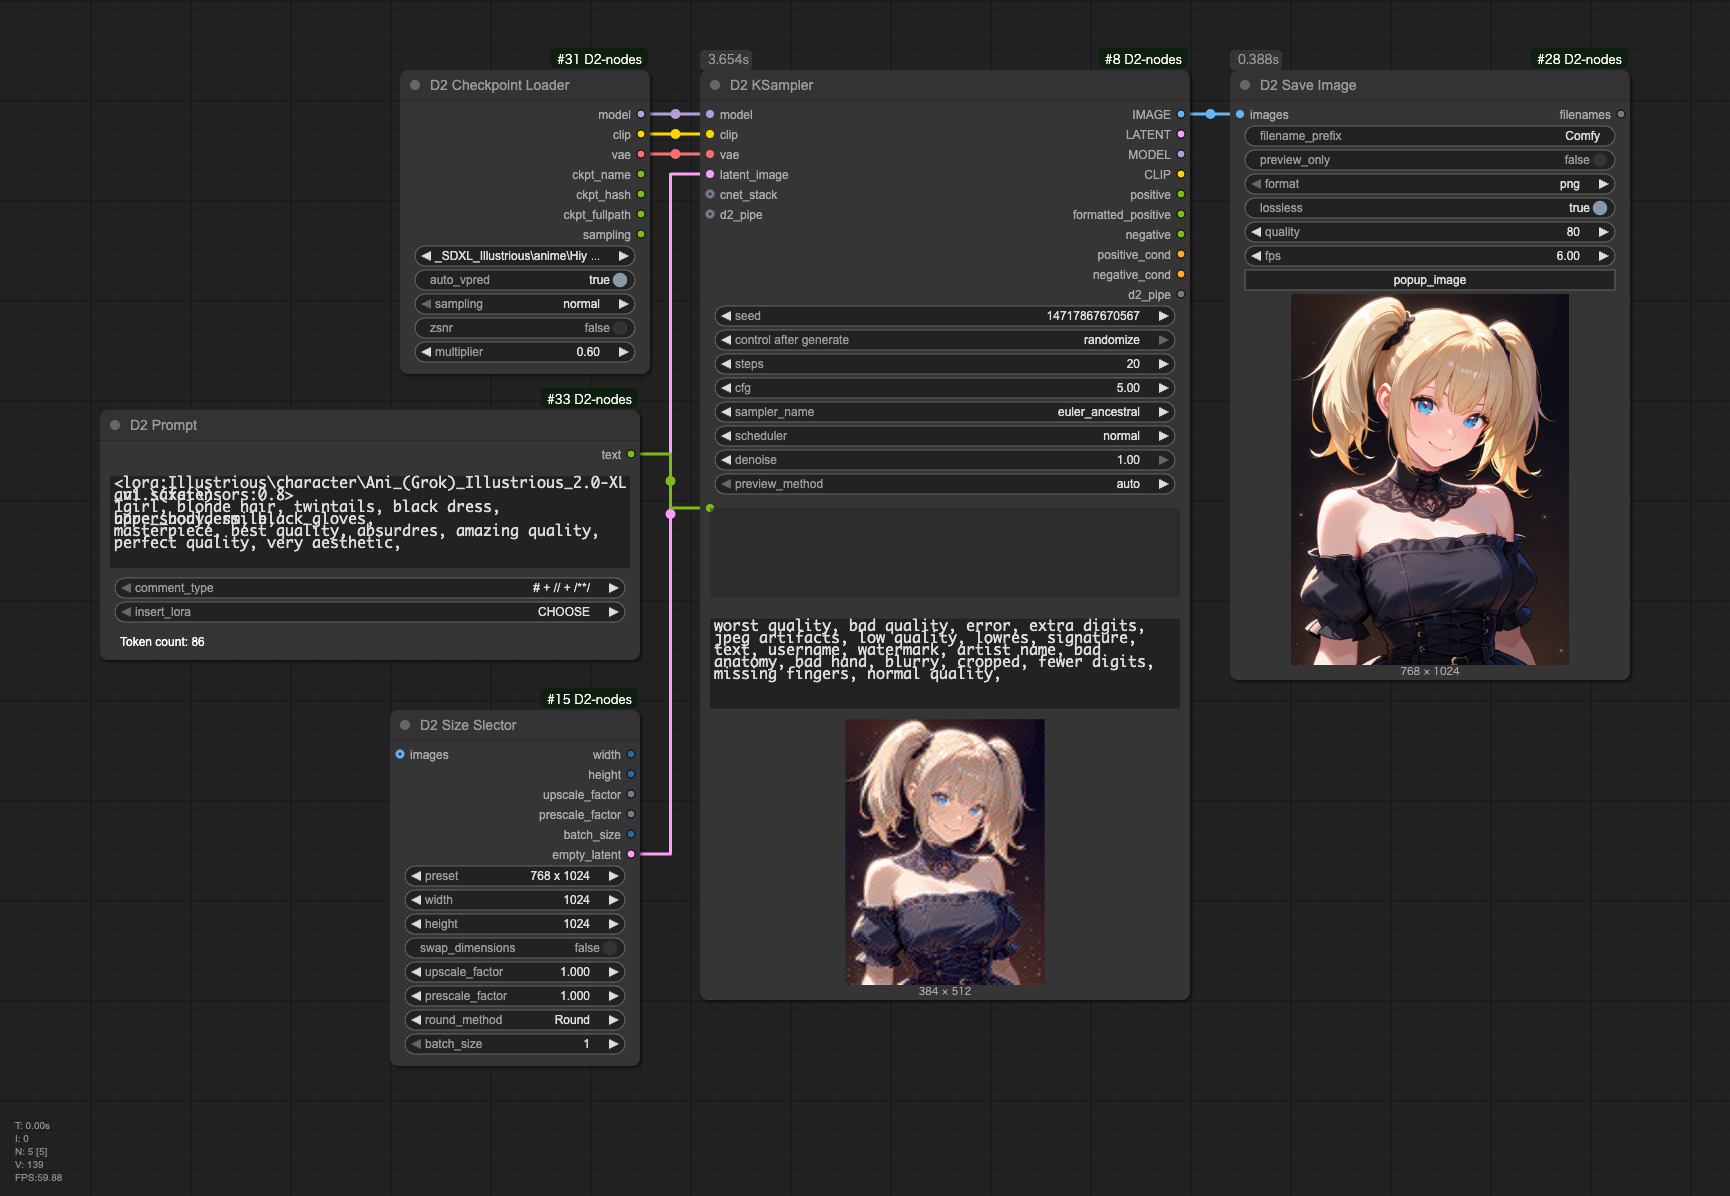 #31 D2-nodes
D2 Checkpoint Loader
model
clip
vae
ckpt_name
ckpt_hash
ckpt_fullpath
sampling
_SDXL_Illustrious\anime\Hiy ...
auto_vpred true
sampling normal
zsnr false
multiplier 0.60
#33 D2-nodes
D2 Prompt
text
<lora:Illustrious\character\Ani_(Grok)_Illustrious_2.0-XL
1girl, blonde hair, twintails, black dress,
masterpiece, best quality, absurdres, amazing quality,
perfect quality, very aesthetic,
comment_type # + // + /**/
insert_lora CHOOSE
Token count: 86
#15 D2-nodes
D2 Size Slector
images width
height
upscale_factor
prescale_factor
batch_size
empty_latent
preset 768 x 1024
width 1024
height 1024
swap_dimensions false
upscale_factor 1.000
prescale_factor 1.000
round_method Round
batch_size 1
3.654s #8 D2-nodes
D2 KSampler
model IMAGE
clip LATENT
vae MODEL
latent_image CLIP
cnet_stack positive
d2_pipe formatted_positive
negative
positive_cond
negative_cond
d2_pipe
seed 14717867670567
control after generate randomize
steps 20
cfg 5.00
sampler_name euler_ancestral
scheduler normal
denoise 1.00
preview_method auto
worst quality, bad quality, error, extra digits,
jpeg artifacts, low quality, lowres, signature,
text, username, watermark, artist name, bad
anatomy, bad hand, blurry, cropped, fewer digits,
missing fingers, normal quality,
384 × 512
0.388s #28 D2-nodes
D2 Save Image
images filenames
filename_prefix Comfy
preview_only false
format png
lossless true
quality 80
fps 6.00
popup_image
768 × 1024
T: 0.00s
I: 0
N: 5 [5]
V: 139
FPS:59.88